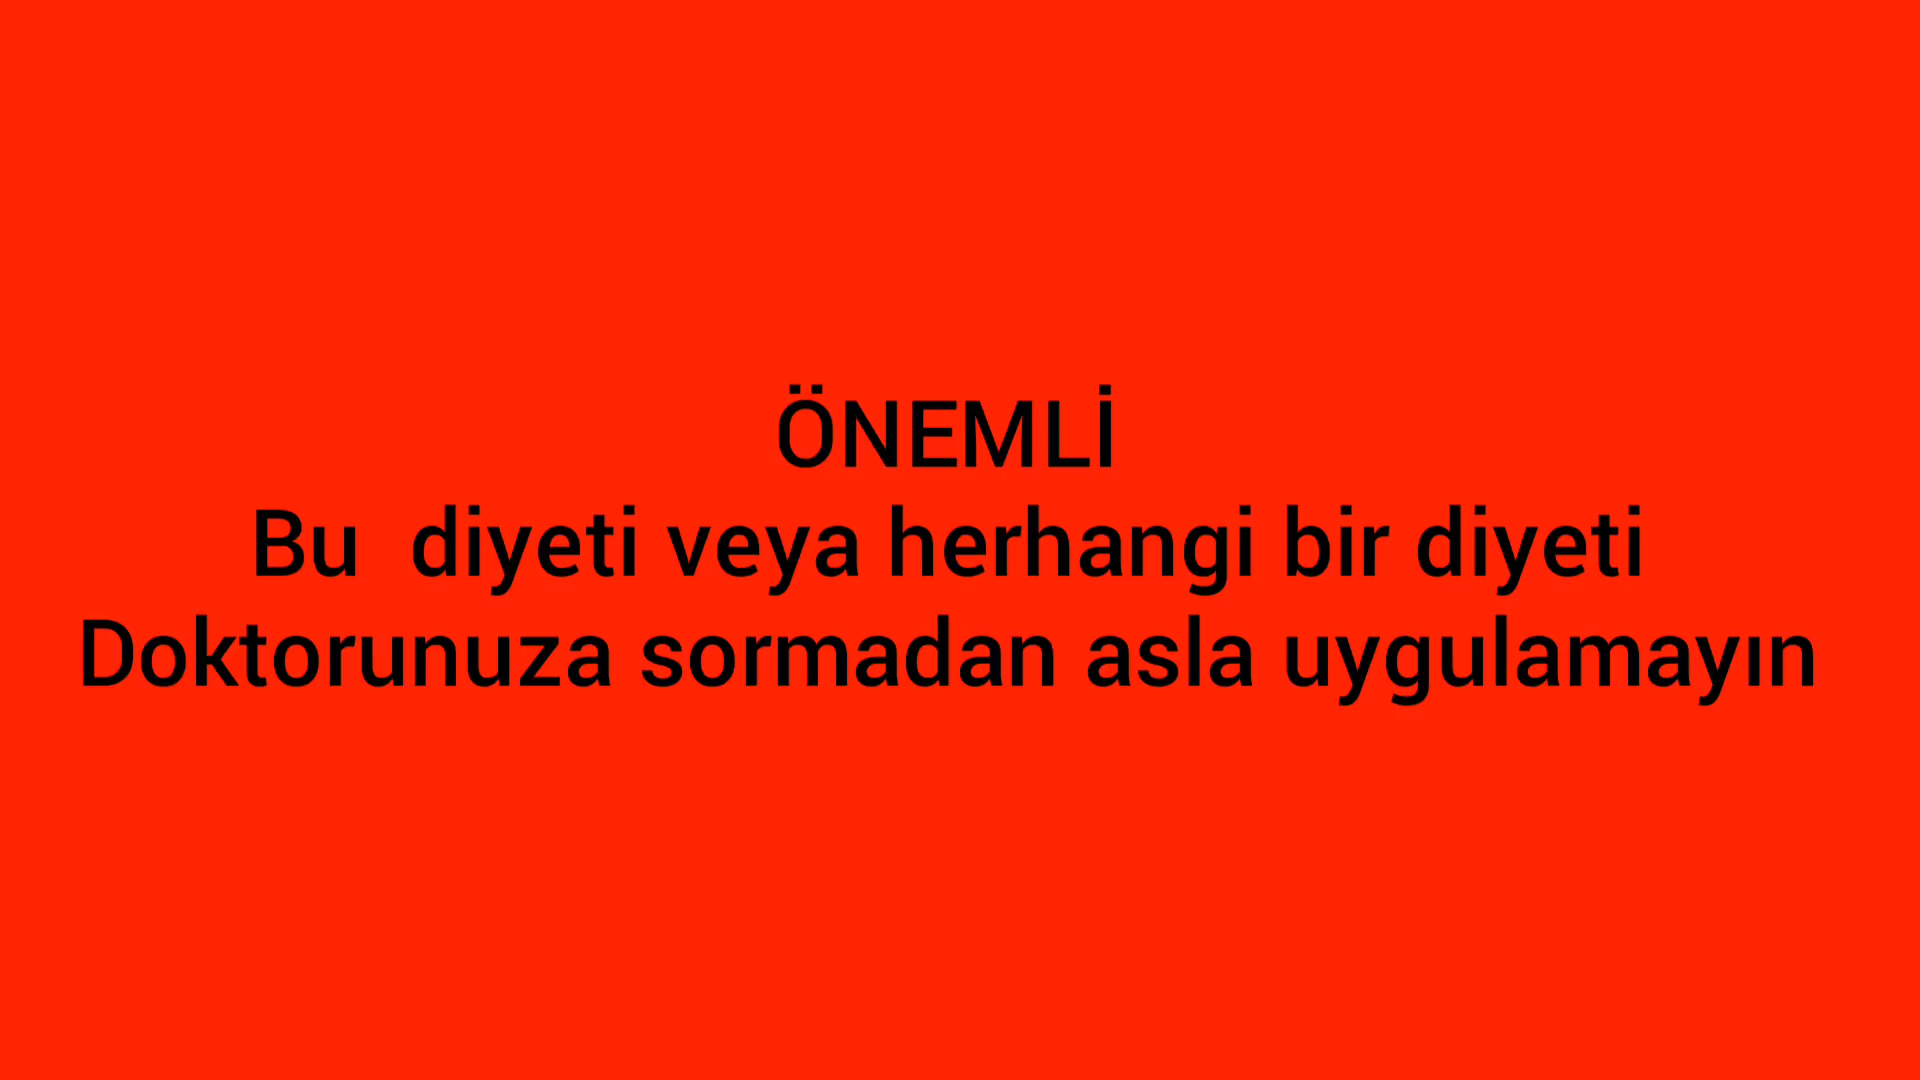 ÖNEMLİ
Bu  diyeti veya herhangi bir diyeti
Doktorunuza sormadan asla uygulamayın